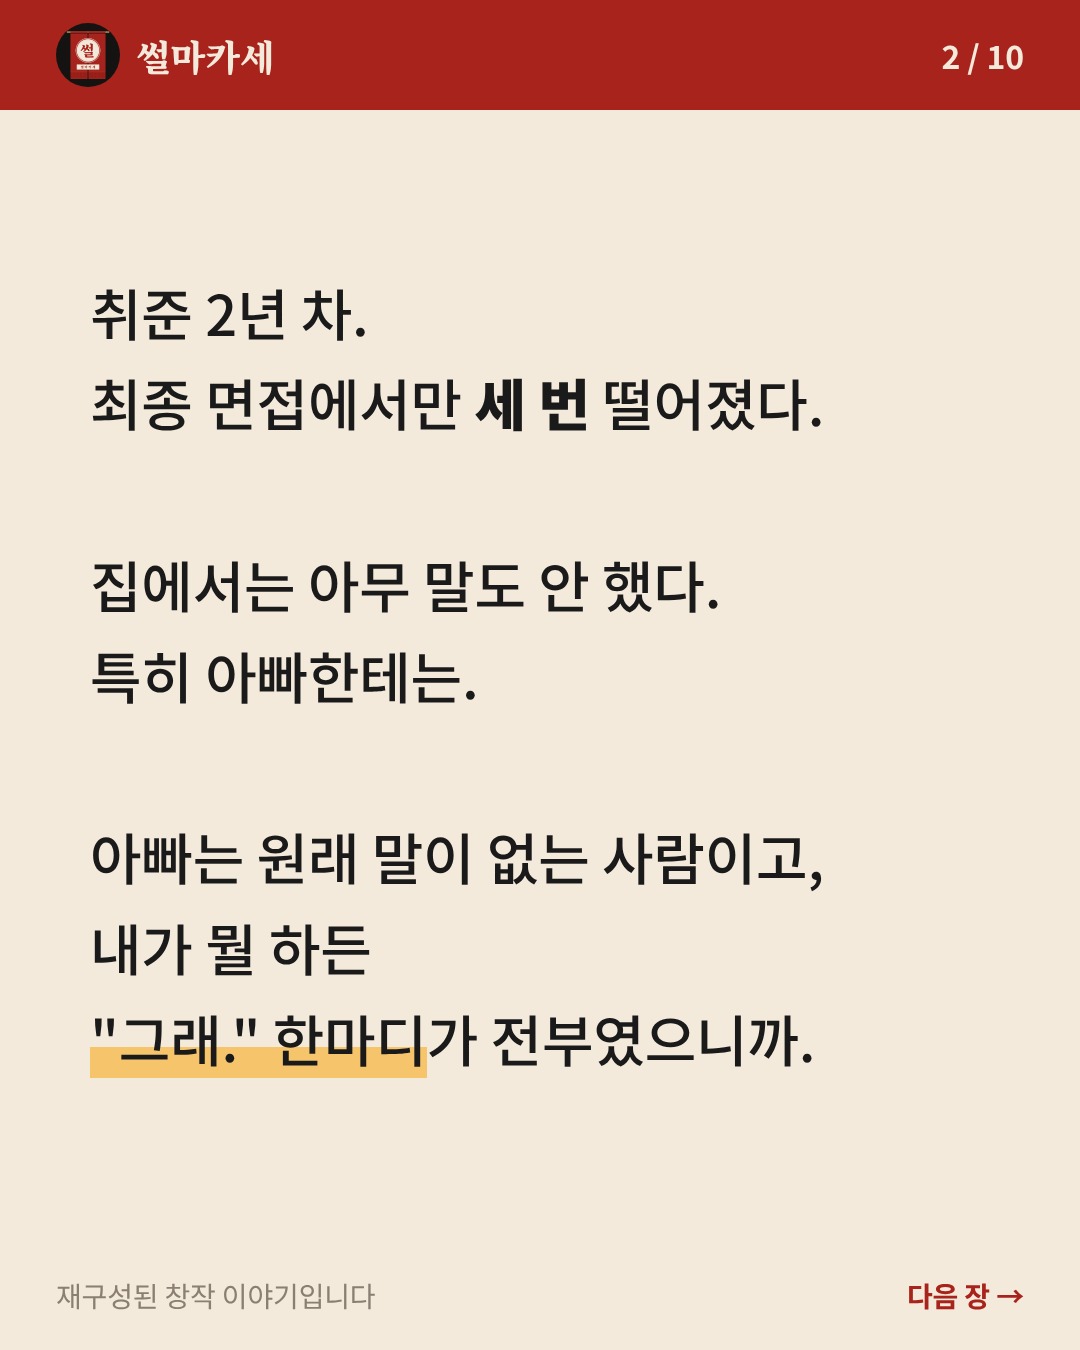 썰
썰마카세
2 / 10
취준 2년 차.
최종 면접에서만 세 번 떨어졌다.
집에서는 아무 말도 안 했다.
특히 아빠한테는.
아빠는 원래 말이 없는 사람이고,
내가 뭘 하든
"그래." 한마디가 전부였으니까.
재구성된 창작 이야기입니다
다음 장 →